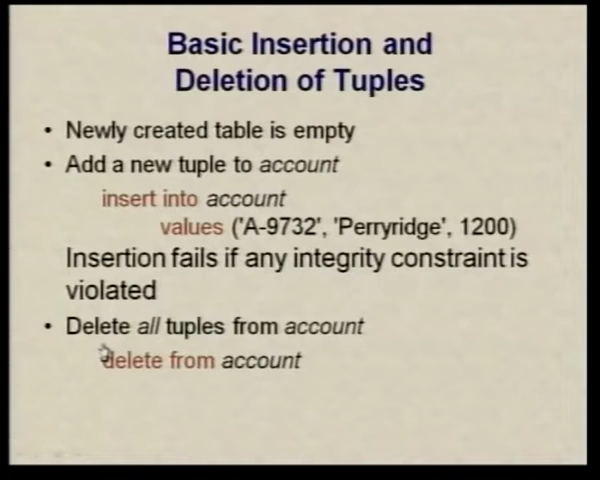 Basic Insertion and
Deletion of Tuples
• Newly created table is empty
• Add a new tuple to account
insert into account
values ('A-9732', 'Perryridge', 1200)
Insertion fails if any integrity constraint is
violated
• Delete all tuples from account
delete from account